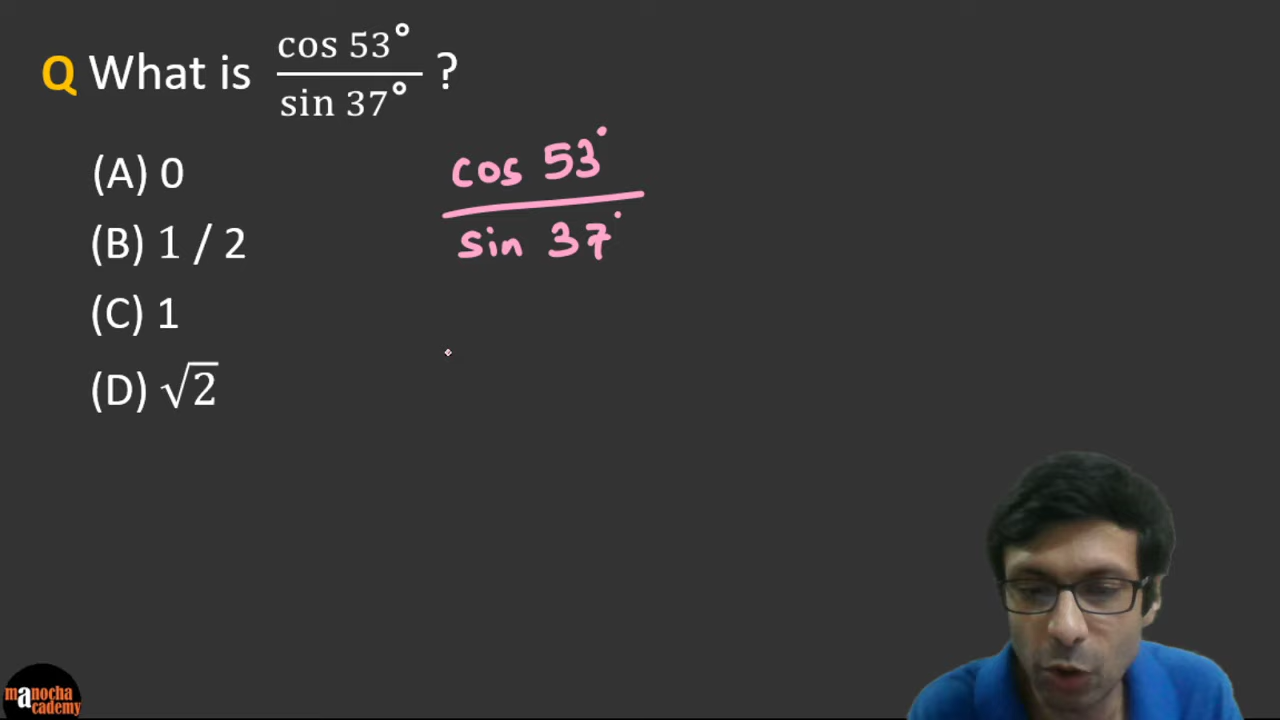 Q What is cos 53° / sin 37° ?
(A) 0
(B) 1 / 2
(C) 1
(D) √2
cos 53°
sin 37°
manocha
academy